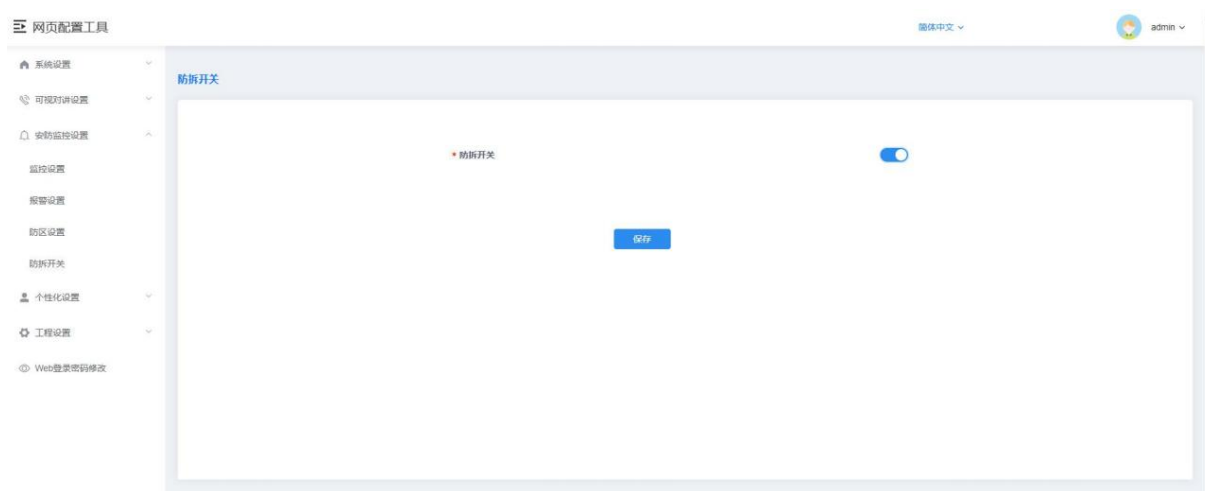 网页配置工具
简体中文
admin
系统设置
可视对讲设置
安防监控设置
监控设置
报警设置
防区设置
防拆开关
个性化设置
工程设置
Web登录密码修改
防拆开关
* 防拆开关
保存